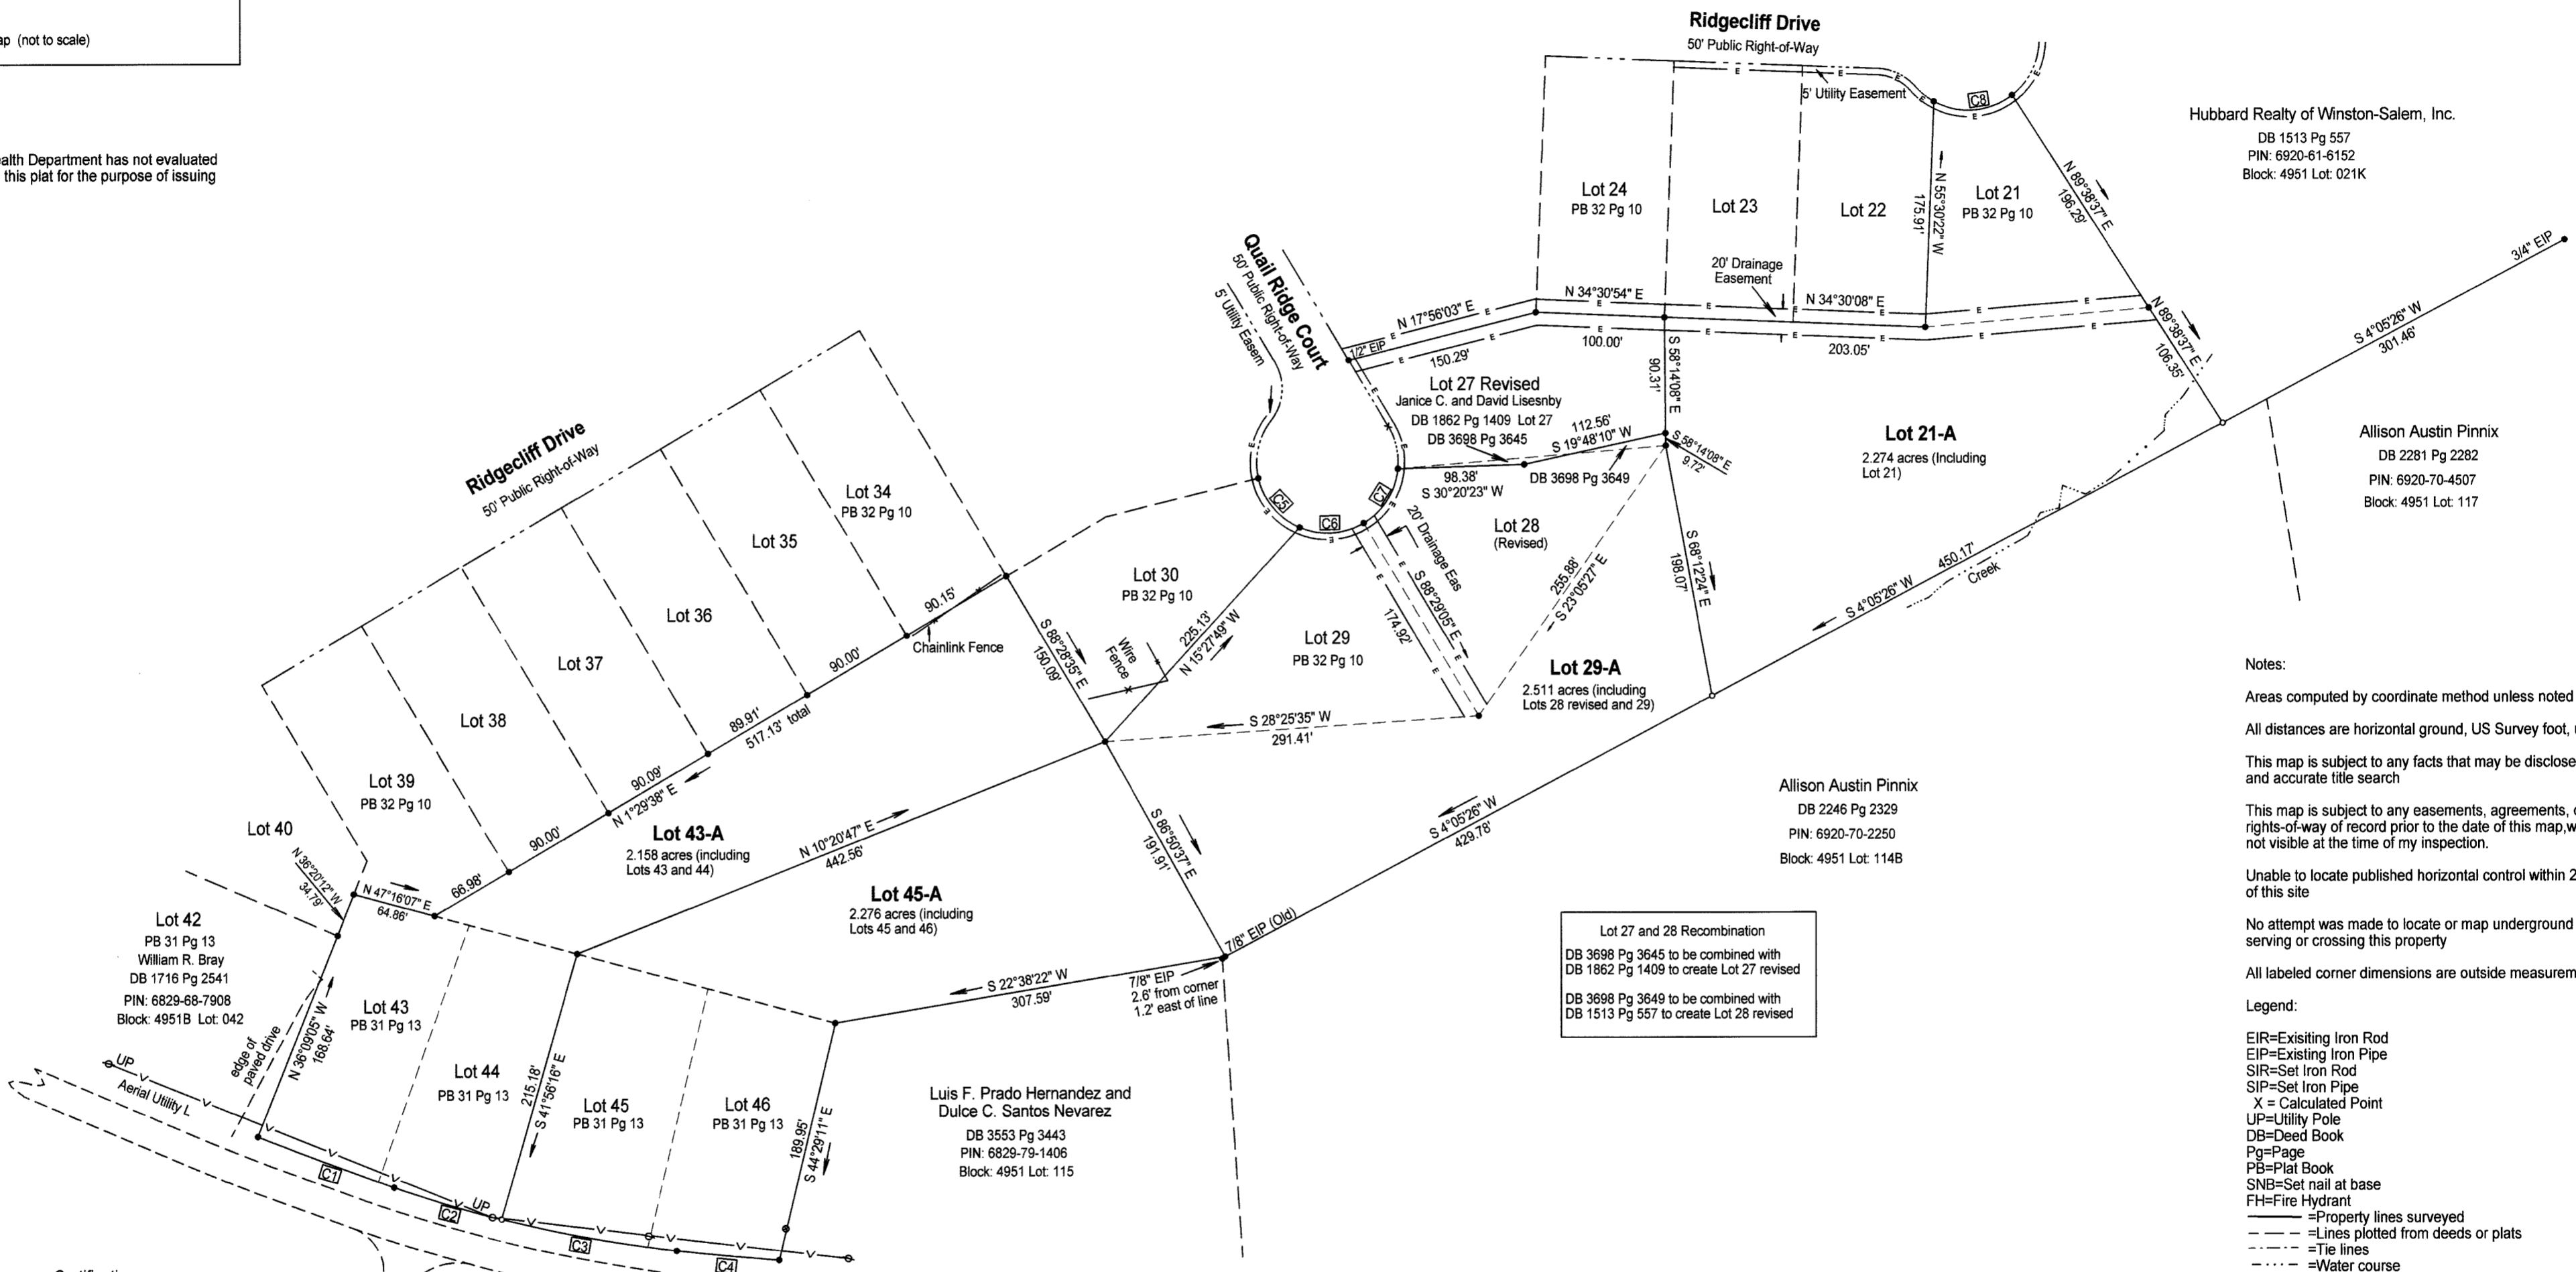 ap (not to scale)
alth Department has not evaluated
this plat for the purpose of issuing
Ridgecliff Drive
50' Public Right-of-Way
5' Utility Easement
C8
Hubbard Realty of Winston-Salem, Inc.
DB 1513 Pg 557
PIN: 6920-61-6152
Block: 4951 Lot: 021K
Lot 24
PB 32 Pg 10
Lot 23
Lot 22
Lot 21
PB 32 Pg 10
N 55°30'22" W
175.91'
N 89°38'37" E
196.29'
20' Drainage
Easement
3/4" EIP
S 4°05'26" W
301.46'
N 89°38'37" E
106.35'
Quail Ridge Court
50' Public Right-of-Way
5' Utility Easem
N 17°56'03" E
1/2" EIP
150.29'
N 34°30'54" E
100.00'
N 34°30'08" E
203.05'
S 58°14'08" E
90.31'
Lot 27 Revised
Janice C. and David Lisesnby
DB 1862 Pg 1409 Lot 27
DB 3698 Pg 3645
112.56'
S 19°48'10" W
S 58°14'08" E
9.72'
98.38'
S 30°20'23" W
DB 3698 Pg 3649
Lot 21-A
2.274 acres (Including
Lot 21)
Allison Austin Pinnix
DB 2281 Pg 2282
PIN: 6920-70-4507
Block: 4951 Lot: 117
Ridgecliff Drive
50' Public Right-of-Way
Lot 34
PB 32 Pg 10
Lot 35
Lot 36
Lot 37
Lot 38
Lot 39
PB 32 Pg 10
Lot 40
C5
C6
C7
20' Drainage Eas
S 88°29'05" E
174.92'
Lot 28
(Revised)
255.88'
S 23°05'27" E
S 68°12'24" E
198.07'
450.17'
S 4°05'26" W
Creek
90.15'
Chainlink Fence
90.00'
89.91'
517.13' total
90.09'
N 1°29'38" E
90.00'
66.98'
Lot 30
PB 32 Pg 10
S 88°28'35" E
150.09'
Wire
Fence
225.13'
N 15°27'49" W
Lot 29
PB 32 Pg 10
S 28°25'35" W
291.41'
Lot 29-A
2.511 acres (including
Lots 28 revised and 29)
Lot 43-A
2.158 acres (including
Lots 43 and 44)
N 10°20'47" E
442.56'
S 86°50'37" E
191.91'
S 4°05'26" W
429.78'
Allison Austin Pinnix
DB 2246 Pg 2329
PIN: 6920-70-2250
Block: 4951 Lot: 114B
N 36°20'12" W
34.79'
N 47°16'07" E
64.86'
Lot 45-A
2.276 acres (including
Lots 45 and 46)
7/8" EIP (Old)
S 22°38'22" W
307.59'
7/8" EIP
2.6' from corner
1.2' east of line
Lot 42
PB 31 Pg 13
William R. Bray
DB 1716 Pg 2541
PIN: 6829-68-7908
Block: 4951B Lot: 042
Lot 43
PB 31 Pg 13
N 36°09'05" W
168.64'
edge of
paved drive
UP
Aerial Utility L
Lot 44
PB 31 Pg 13
215.18'
S 41°56'16" E
Lot 45
PB 31 Pg 13
Lot 46
PB 31 Pg 13
189.95'
S 44°29'11" E
UP
C1
C2
C3
C4
Luis F. Prado Hernandez and
Dulce C. Santos Nevarez
DB 3553 Pg 3443
PIN: 6829-79-1406
Block: 4951 Lot: 115
Lot 27 and 28 Recombination
DB 3698 Pg 3645 to be combined with
DB 1862 Pg 1409 to create Lot 27 revised
DB 3698 Pg 3649 to be combined with
DB 1513 Pg 557 to create Lot 28 revised
Notes:
Areas computed by coordinate method unless noted
All distances are horizontal ground, US Survey foot,
This map is subject to any facts that may be disclose
and accurate title search
This map is subject to any easements, agreements,
rights-of-way of record prior to the date of this map,w
not visible at the time of my inspection.
Unable to locate published horizontal control within 2
of this site
No attempt was made to locate or map underground
serving or crossing this property
All labeled corner dimensions are outside measurem
Legend:
EIR=Exisiting Iron Rod
EIP=Existing Iron Pipe
SIR=Set Iron Rod
SIP=Set Iron Pipe
X = Calculated Point
UP=Utility Pole
DB=Deed Book
Pg=Page
PB=Plat Book
SNB=Set nail at base
FH=Fire Hydrant
=Property lines surveyed
=Lines plotted from deeds or plats
=Tie lines
=Water course